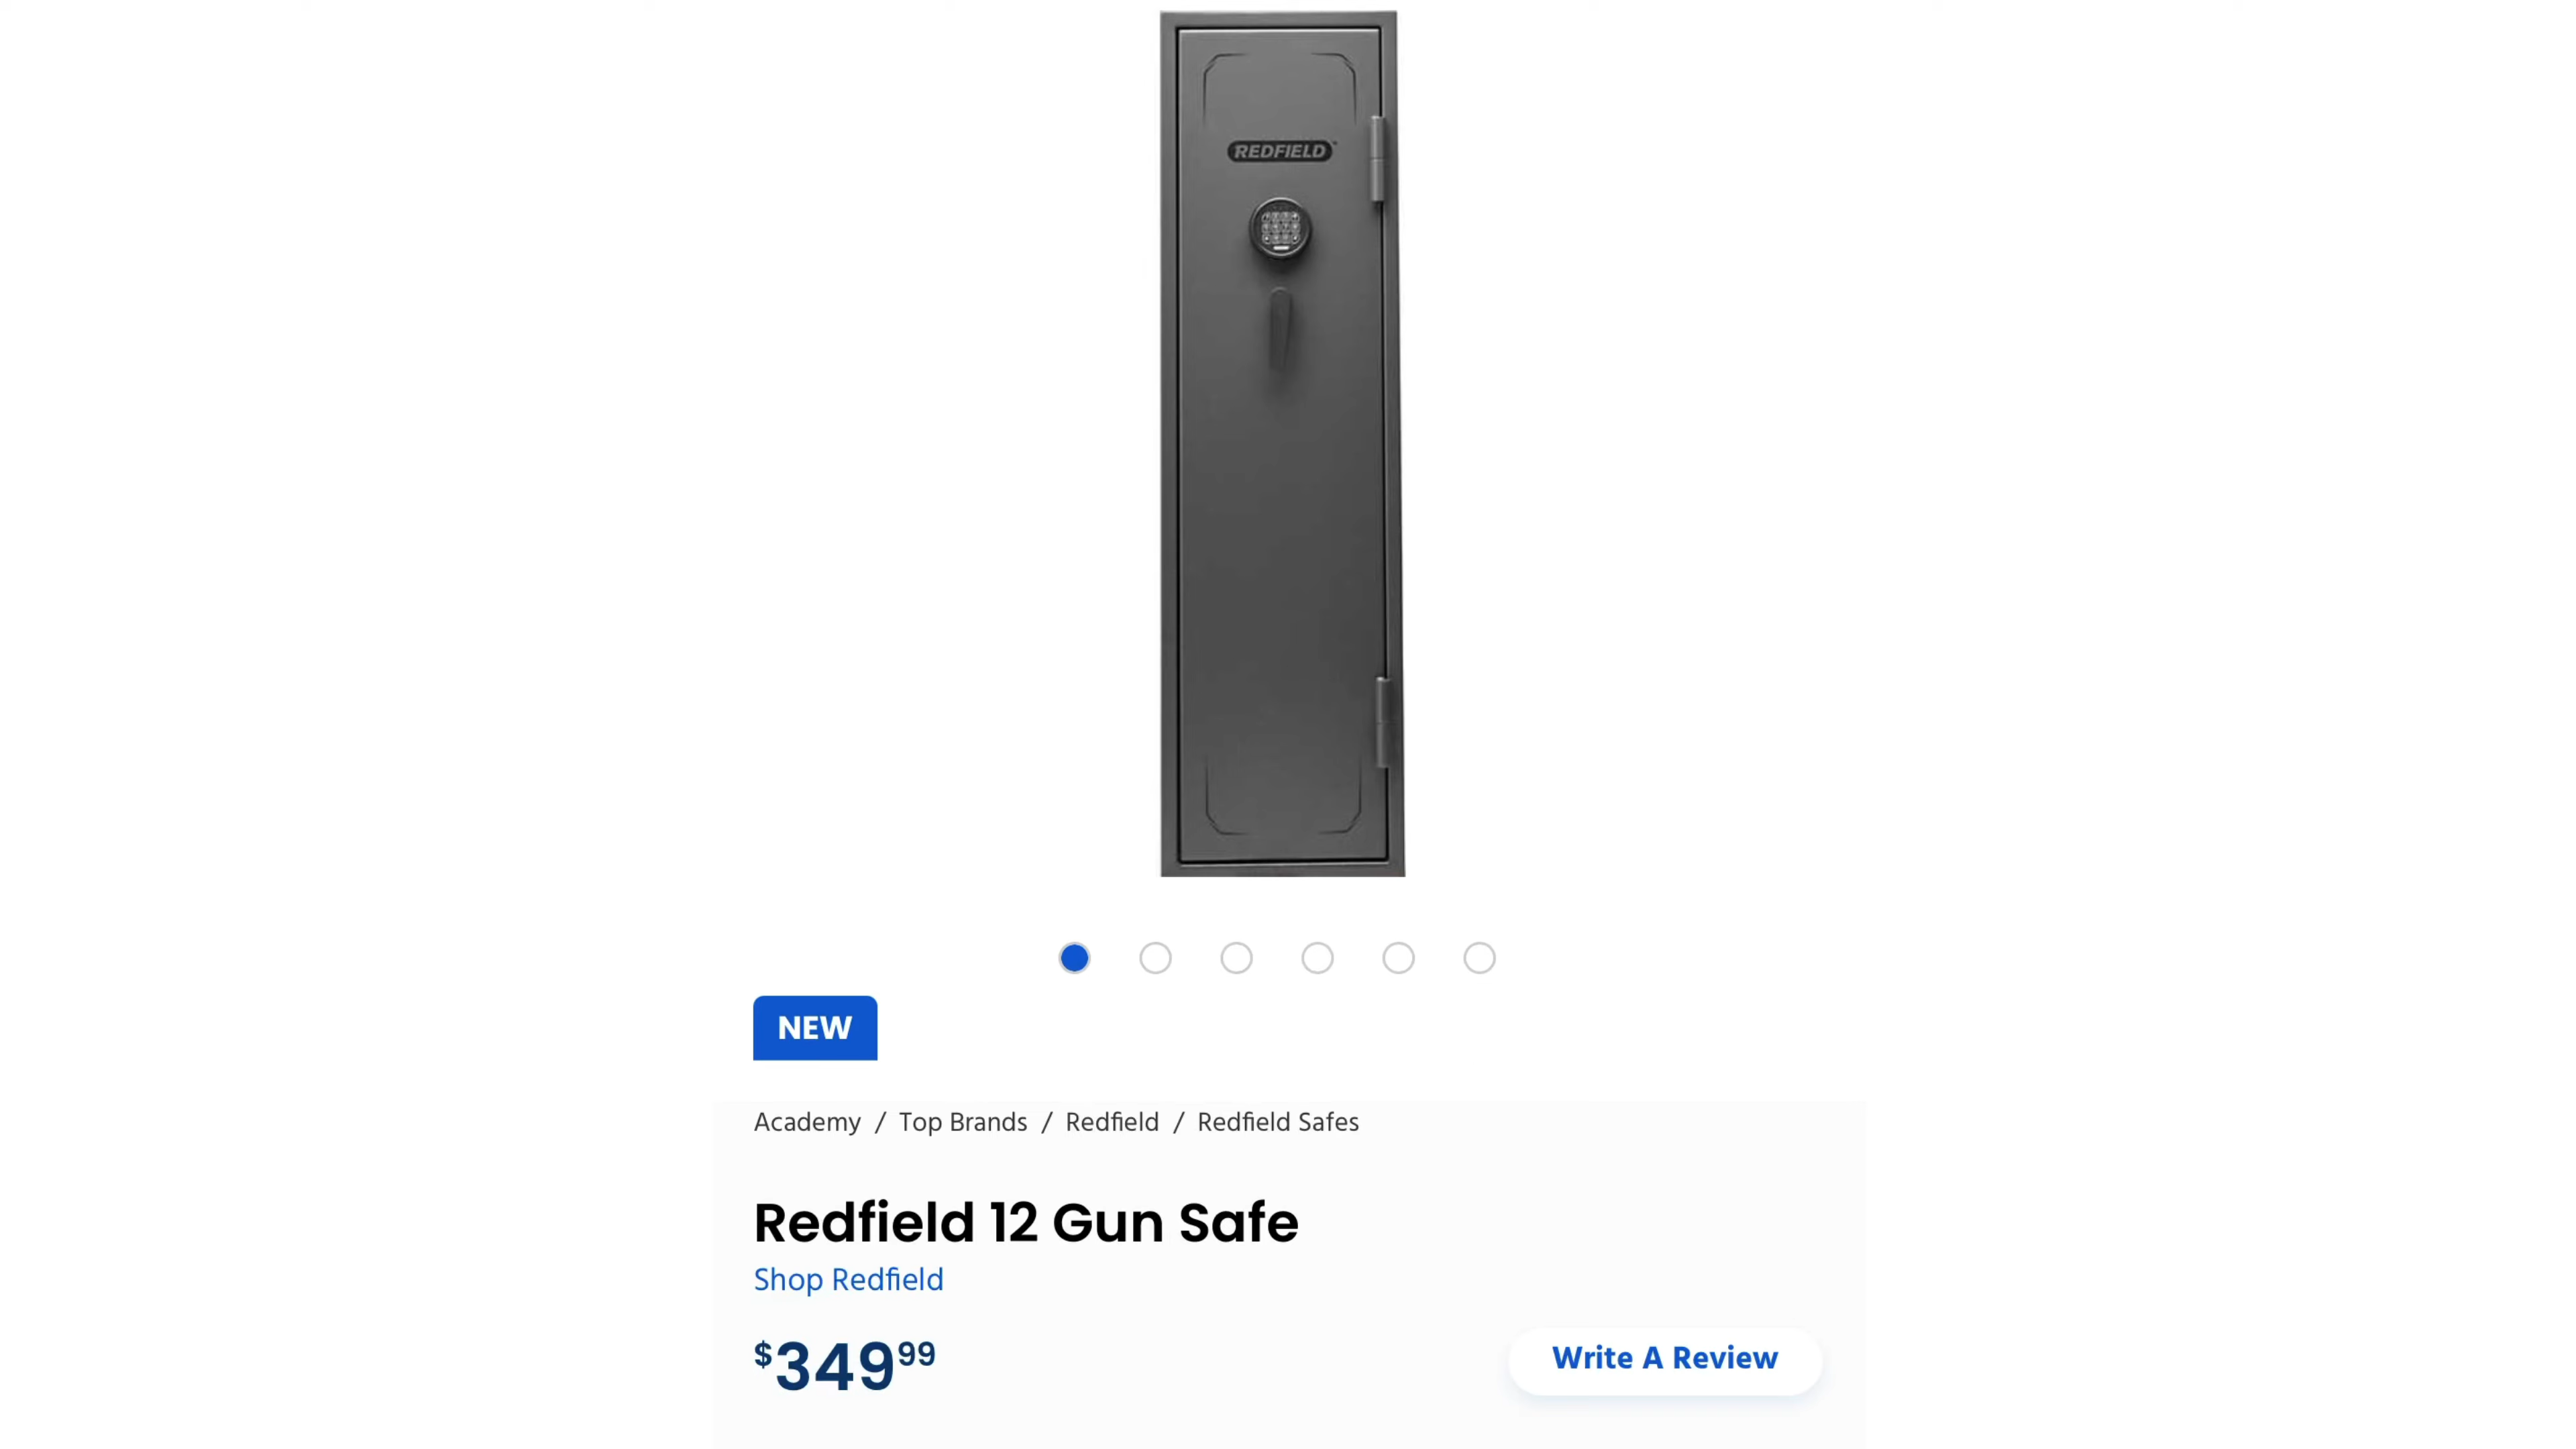 REDFIELD
NEW
Academy / Top Brands / Redfield / Redfield Safes
Redfield 12 Gun Safe
Shop Redfield
$34999
Write A Review